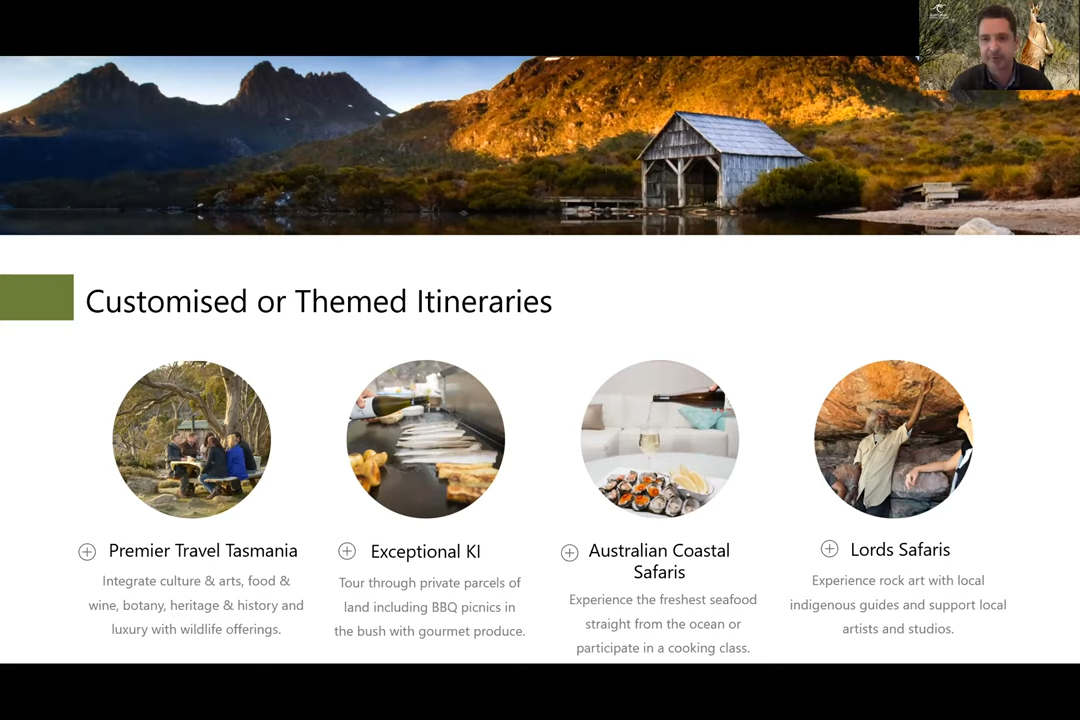 Customised or Themed Itineraries
Premier Travel Tasmania
Integrate culture & arts, food &
wine, botany, heritage & history and
luxury with wildlife offerings.
Exceptional KI
Tour through private parcels of
land including BBQ picnics in
the bush with gourmet produce.
Australian Coastal
Safaris
Experience the freshest seafood
straight from the ocean or
participate in a cooking class.
Lords Safaris
Experience rock art with local
indigenous guides and support local
artists and studios.